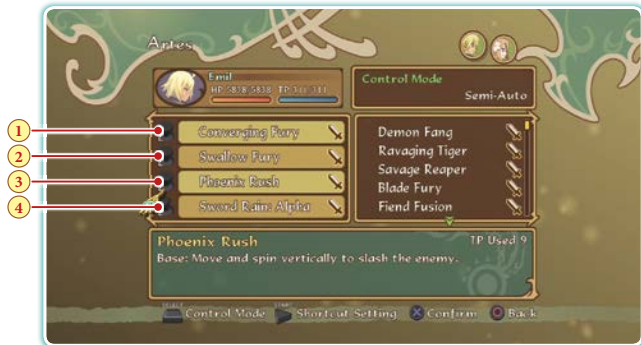 Artes
Emil
HP 5838/5838 TP 311/311
Control Mode
Semi-Auto
1
Converging Fury
2
Swallow Fury
3
Phoenix Rush
4
Sword Rain: Alpha
Demon Fang
Ravaging Tiger
Savage Reaper
Blade Fury
Fiend Fusion
Phoenix Rush
TP Used 9
Base: Move and spin vertically to slash the enemy.
SELECT Control Mode START Shortcut Setting Confirm Back